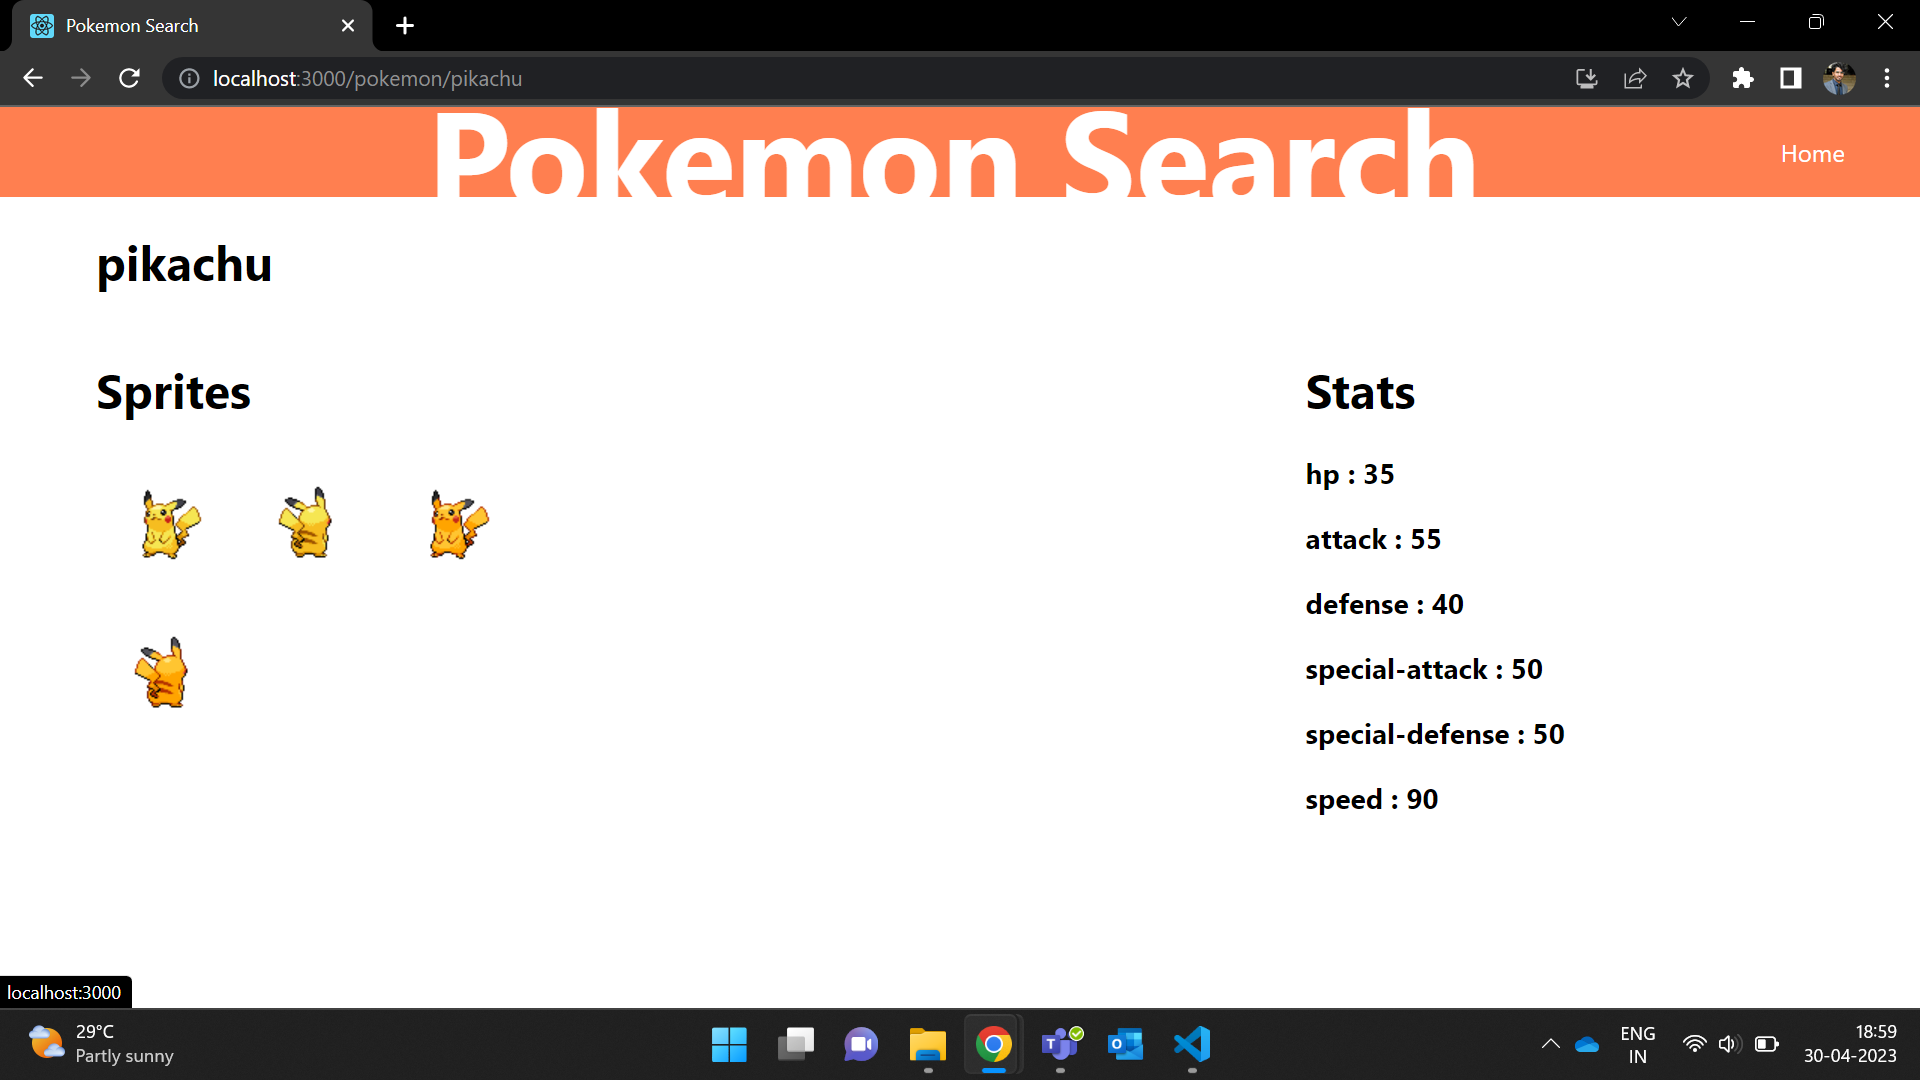 Pokemon Search
localhost:3000/pokemon/pikachu
Pokemon Search
Home
pikachu
Sprites
Stats
hp : 35
attack : 55
defense : 40
special-attack : 50
special-defense : 50
speed : 90
localhost:3000
29°C
Partly sunny
ENG
IN
18:59
30-04-2023